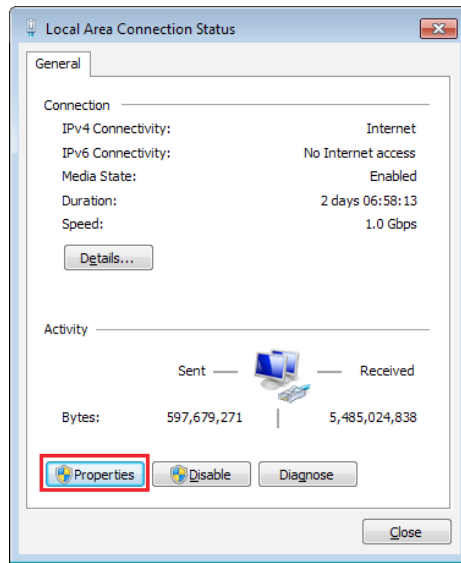 Local Area Connection Status
General
Connection
IPv4 Connectivity: Internet
IPv6 Connectivity: No Internet access
Media State: Enabled
Duration: 2 days 06:58:13
Speed: 1.0 Gbps
Details...
Activity
Sent — — Received
Bytes: 597,679,271 | 5,485,024,838
Properties Disable Diagnose
Close